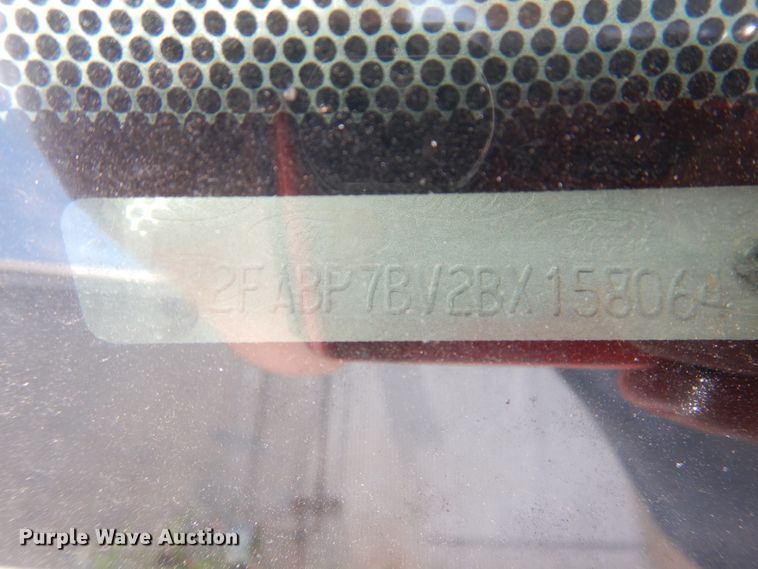 2FABP7BV2BX158064
Purple Wave Auction